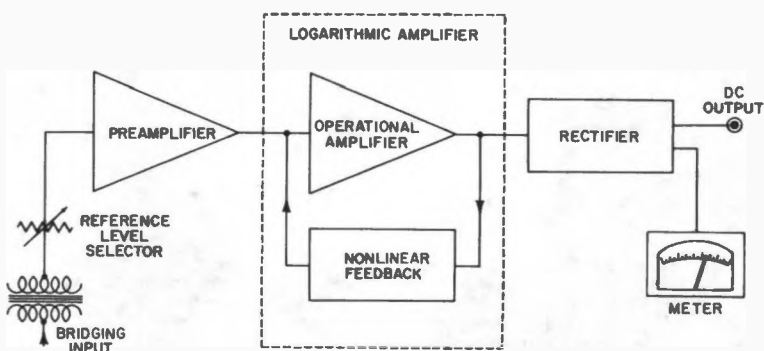 LOGARITHMIC AMPLIFIER
PREAMPLIFIER
OPERATIONAL
AMPLIFIER
RECTIFIER
DC
OUTPUT
REFERENCE
LEVEL
SELECTOR
NONLINEAR
FEEDBACK
BRIDGING
INPUT
METER